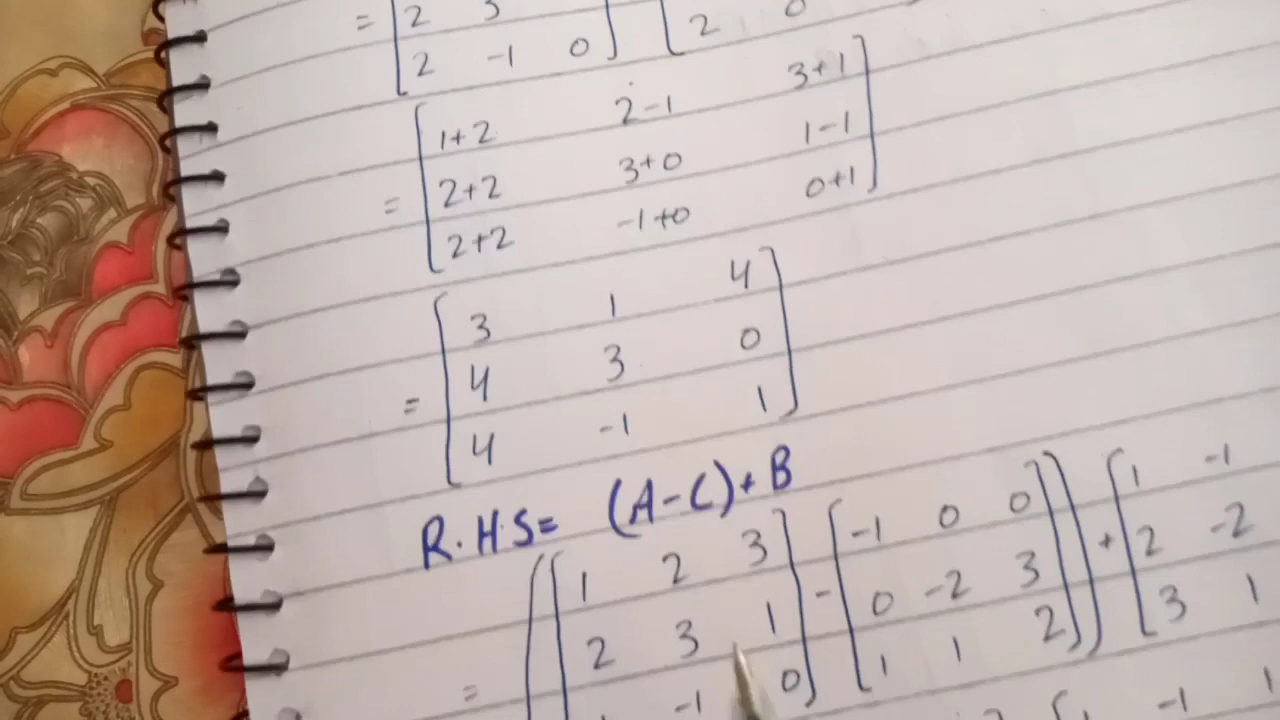 = [ 2 3
2 -1 0 ] [ 2 0
= [ 1+2 2-1 3+1
2+2 3+0 1-1
2+2 -1+0 0+1 ]
= [ 3 1 4
4 3 0
4 -1 1 ]
R.H.S= (A-C)+B
= ( [ 1 2 3 ] - [ -1 0 0 ] ) + [ 1 -1
2 3 1 0 -2 3 2 -2
-1 0 1 1 2 3 1
-1 1